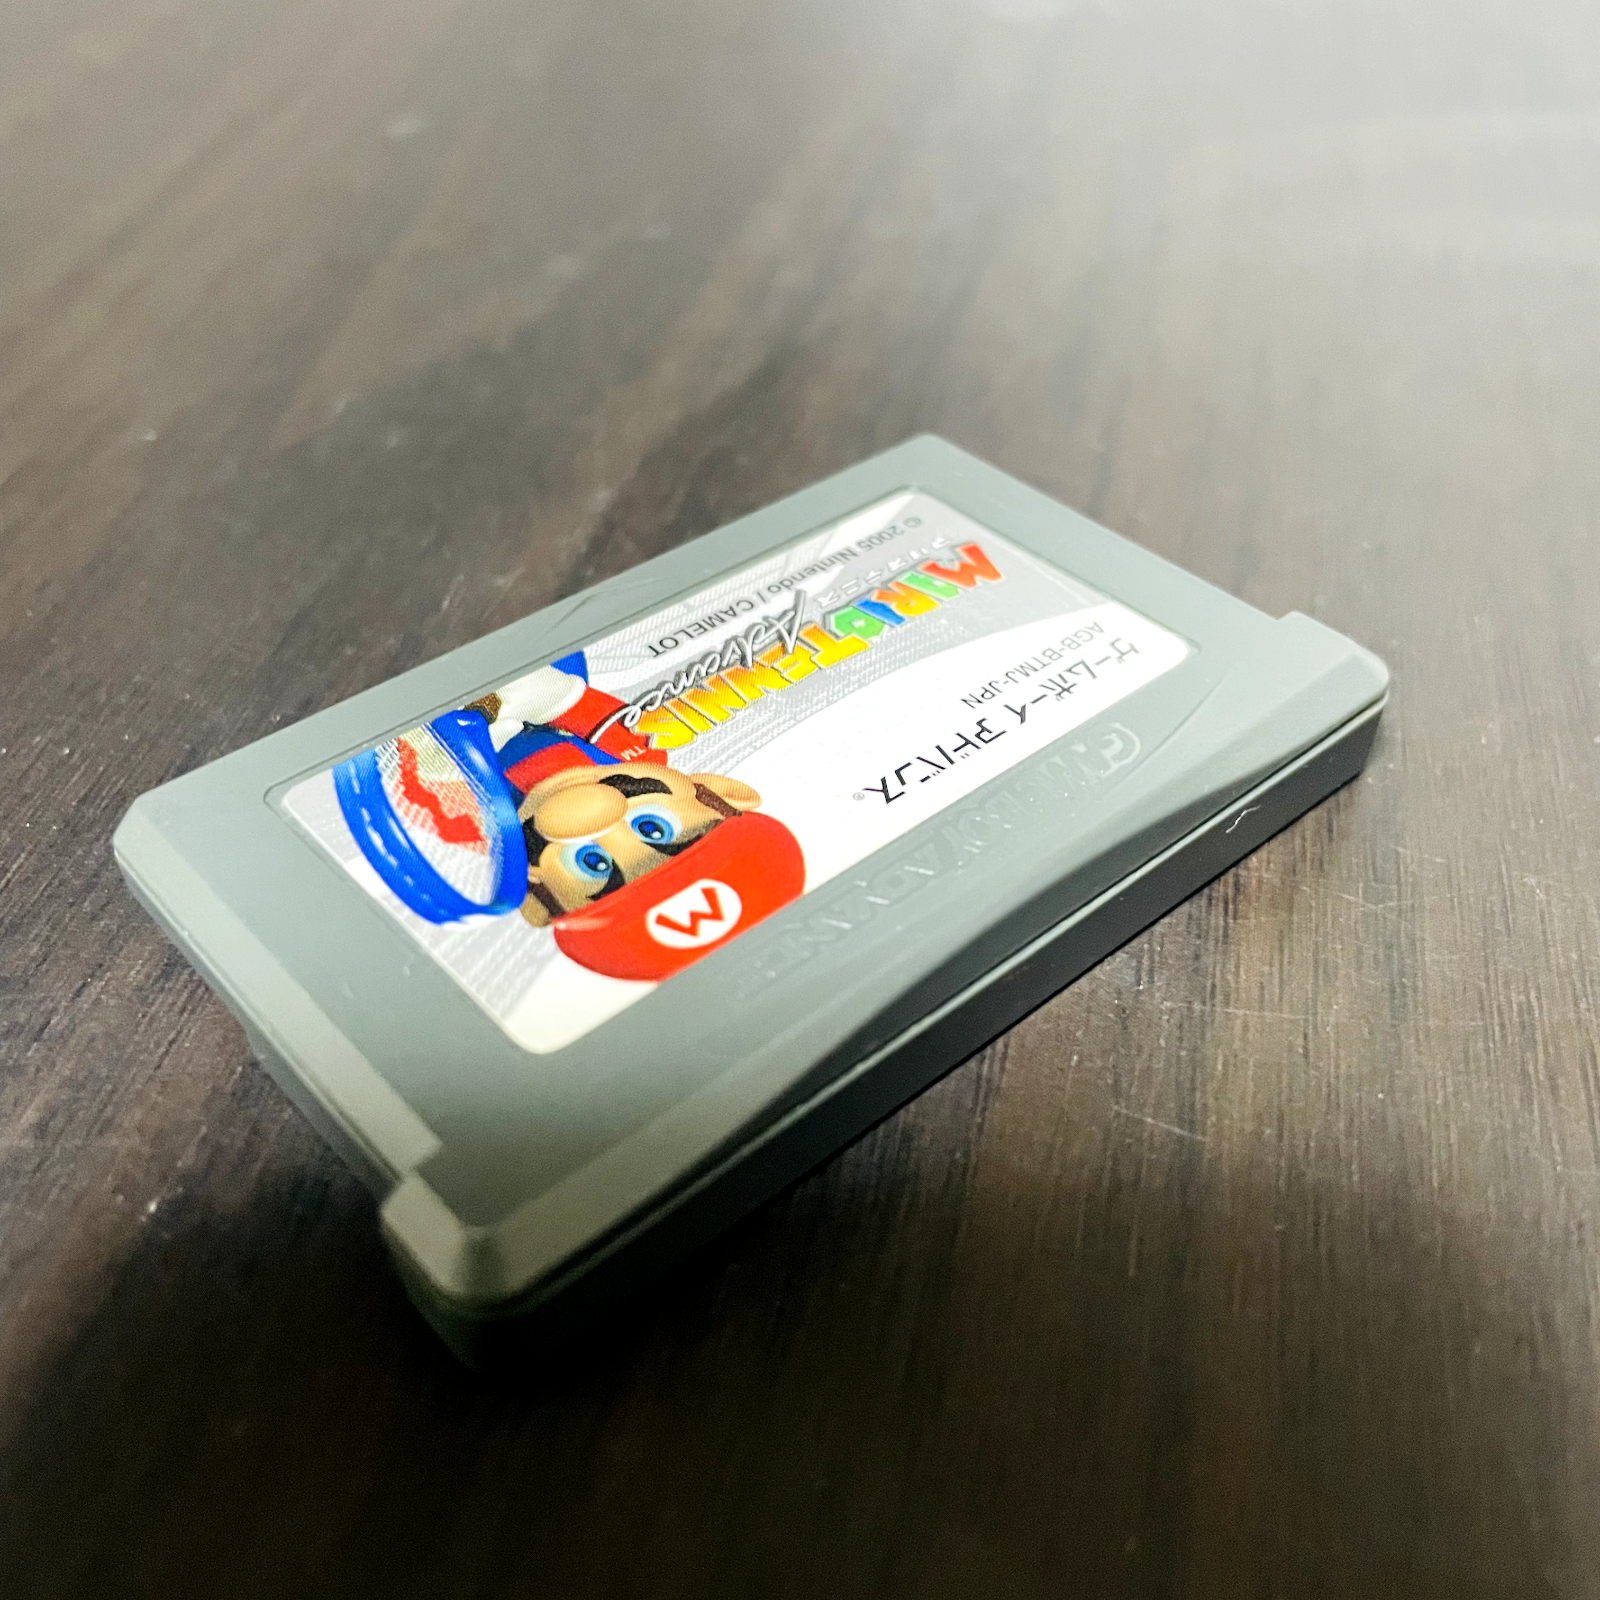 GAME BOY ADVANCE
ゲームボーイアドバンス®
AGB-BTMJ-JPN
M
マリオテニス
MARIO TENNIS
Advance™
© 2005 Nintendo / CAMELOT